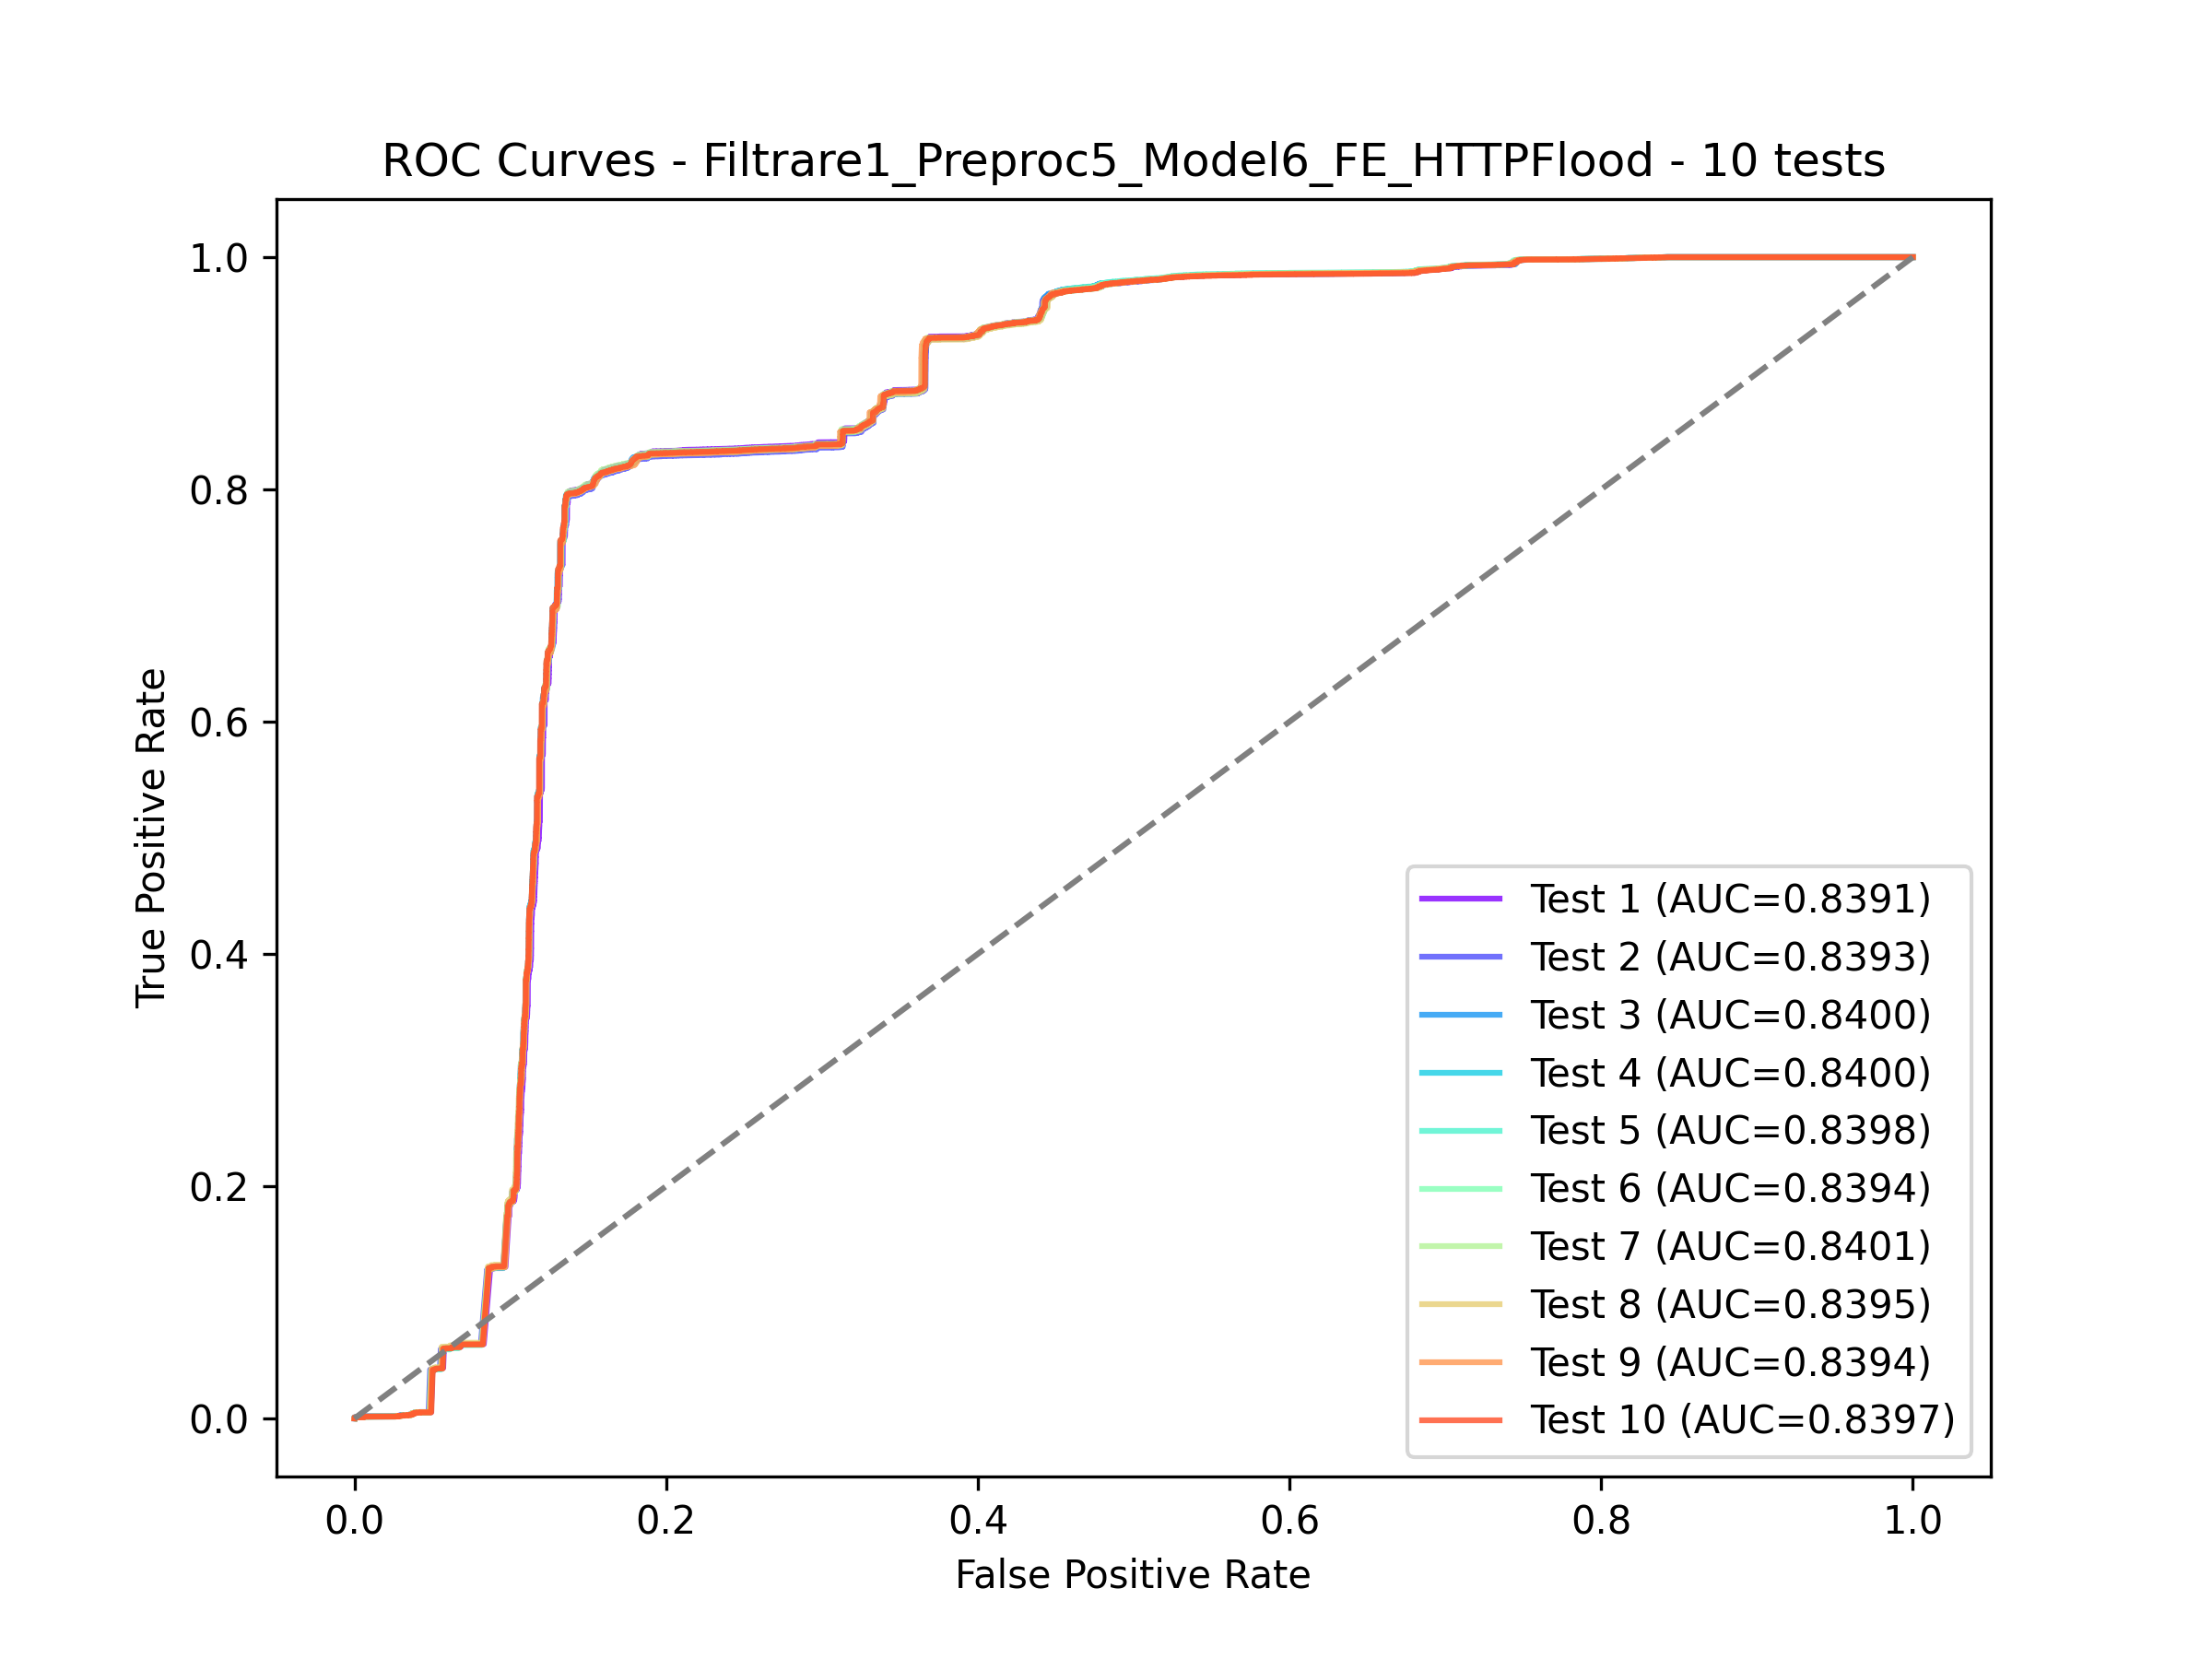 ROC Curves - Filtrare1_Preproc5_Model6_FE_HTTPFlood - 10 tests
True Positive Rate
1.0
0.8
0.6
0.4
0.2
0.0
Test 1 (AUC=0.8391)
Test 2 (AUC=0.8393)
Test 3 (AUC=0.8400)
Test 4 (AUC=0.8400)
Test 5 (AUC=0.8398)
Test 6 (AUC=0.8394)
Test 7 (AUC=0.8401)
Test 8 (AUC=0.8395)
Test 9 (AUC=0.8394)
Test 10 (AUC=0.8397)
0.0 0.2 0.4 0.6 0.8 1.0
False Positive Rate